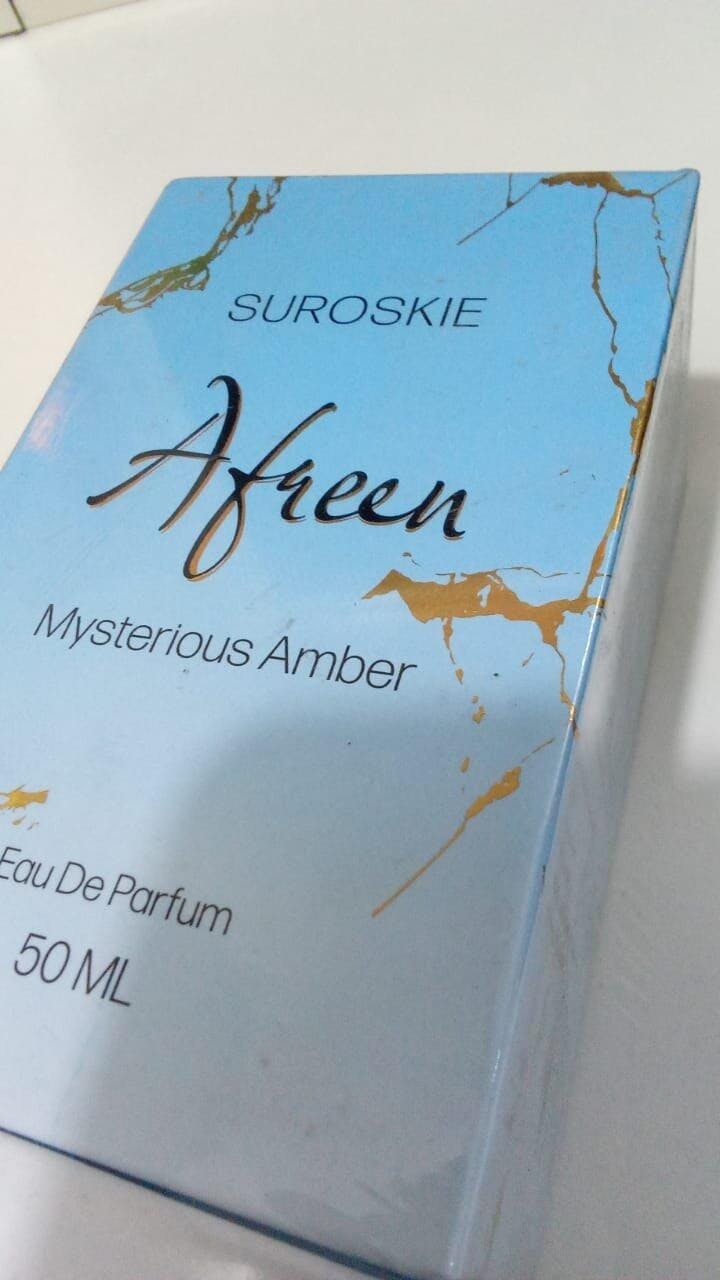 SUROSKIE
Afreen
Mysterious Amber
Eau De Parfum
50 ML